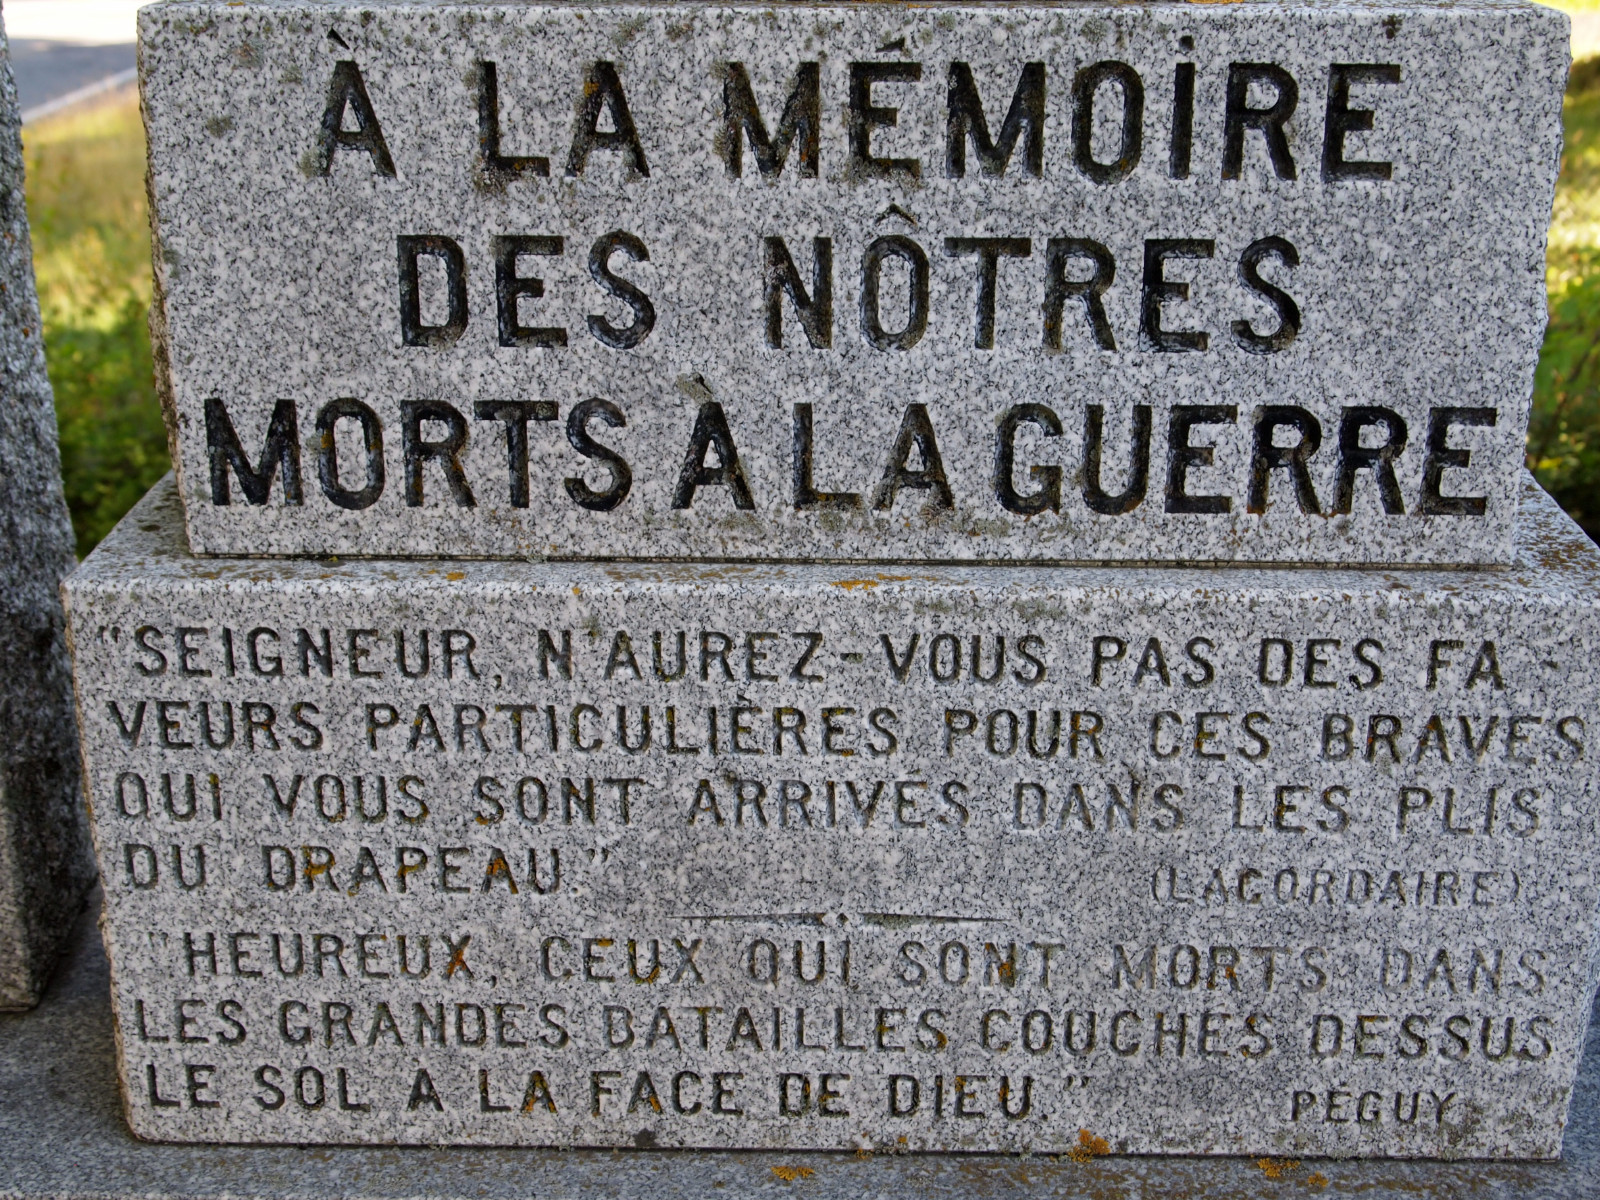 À LA MÉMOIRE
DES NÔTRES
MORTS À LA GUERRE
"SEIGNEUR, N'AUREZ-VOUS PAS DES FA-
VEURS PARTICULIÈRES POUR CES BRAVES
QUI VOUS SONT ARRIVÉS DANS LES PLIS
DU DRAPEAU."
(LACORDAIRE)
"HEUREUX, CEUX QUI SONT MORTS DANS
LES GRANDES BATAILLES COUCHÉS DESSUS
LE SOL A LA FACE DE DIEU."
PÉGUY